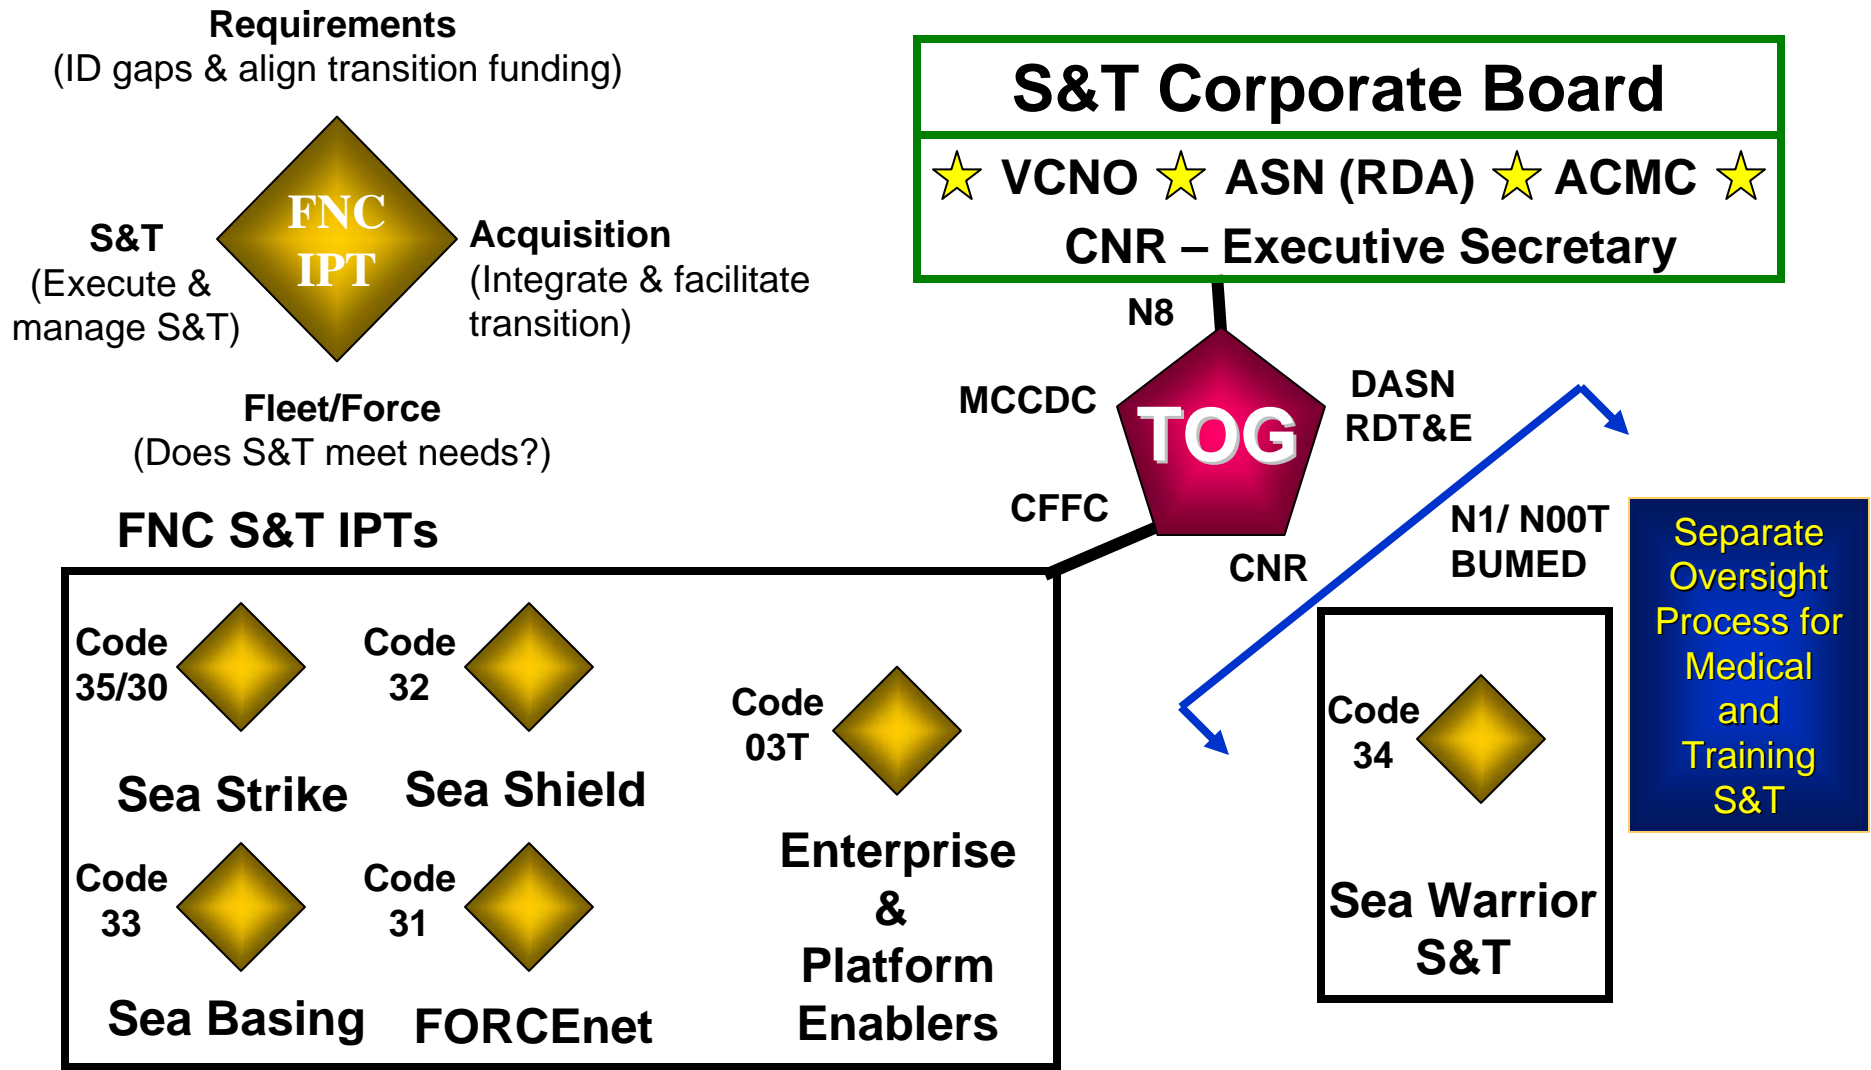 Requirements
(ID gaps & align transition funding)
FNC
IPT
S&T
(Execute &
manage S&T)
Acquisition
(Integrate & facilitate
transition)
Fleet/Force
(Does S&T meet needs?)
S&T Corporate Board
VCNO ASN (RDA) ACMC
CNR – Executive Secretary
N8
MCCDC
TOG
DASN
RDT&E
CFFC
CNR
N1/ N00T
BUMED
Separate
Oversight
Process for
Medical
and
Training
S&T
FNC S&T IPTs
Code
35/30
Sea Strike
Code
32
Sea Shield
Code
33
Sea Basing
Code
31
FORCEnet
Code
03T
Enterprise
&
Platform
Enablers
Code
34
Sea Warrior
S&T